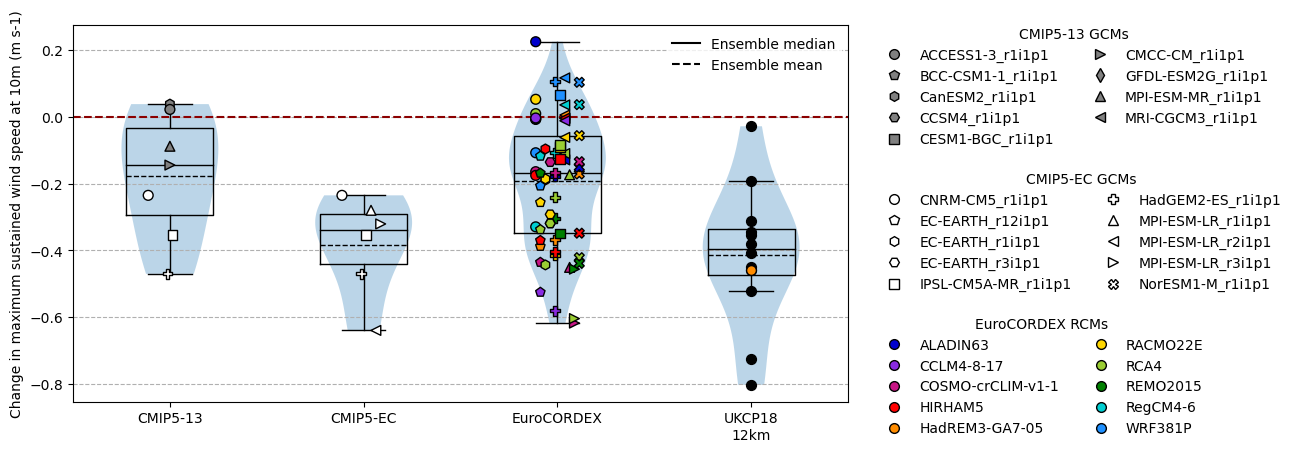 Change in maximum sustained wind speed at 10m (m s-1)
0.2
0.0
−0.2
−0.4
−0.6
−0.8
CMIP5-13
CMIP5-EC
EuroCORDEX
UKCP18
12km
Ensemble median
Ensemble mean
CMIP5-13 GCMs
ACCESS1-3_r1i1p1
BCC-CSM1-1_r1i1p1
CanESM2_r1i1p1
CCSM4_r1i1p1
CESM1-BGC_r1i1p1
CMCC-CM_r1i1p1
GFDL-ESM2G_r1i1p1
MPI-ESM-MR_r1i1p1
MRI-CGCM3_r1i1p1
CMIP5-EC GCMs
CNRM-CM5_r1i1p1
EC-EARTH_r12i1p1
EC-EARTH_r1i1p1
EC-EARTH_r3i1p1
IPSL-CM5A-MR_r1i1p1
HadGEM2-ES_r1i1p1
MPI-ESM-LR_r1i1p1
MPI-ESM-LR_r2i1p1
MPI-ESM-LR_r3i1p1
NorESM1-M_r1i1p1
EuroCORDEX RCMs
ALADIN63
CCLM4-8-17
COSMO-crCLIM-v1-1
HIRHAM5
HadREM3-GA7-05
RACMO22E
RCA4
REMO2015
RegCM4-6
WRF381P